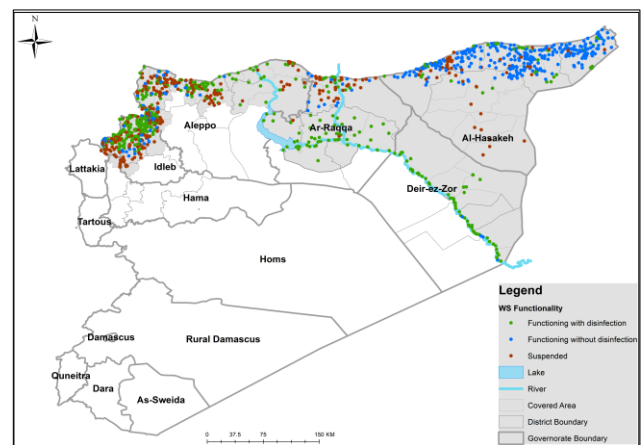 N
Aleppo
Ar-Raqqa
Al-Hasakeh
Lattakia
Idleb
Deir-ez-Zor
Hama
Tartous
Homs
Damascus
Rural Damascus
Quneitra
Dara
As-Sweida
0 37.5 75 150 KM
Legend
WS Functionality
Functioning with disinfection
Functioning without disinfection
Suspended
Lake
River
Covered Area
District Boundary
Governorate Boundary